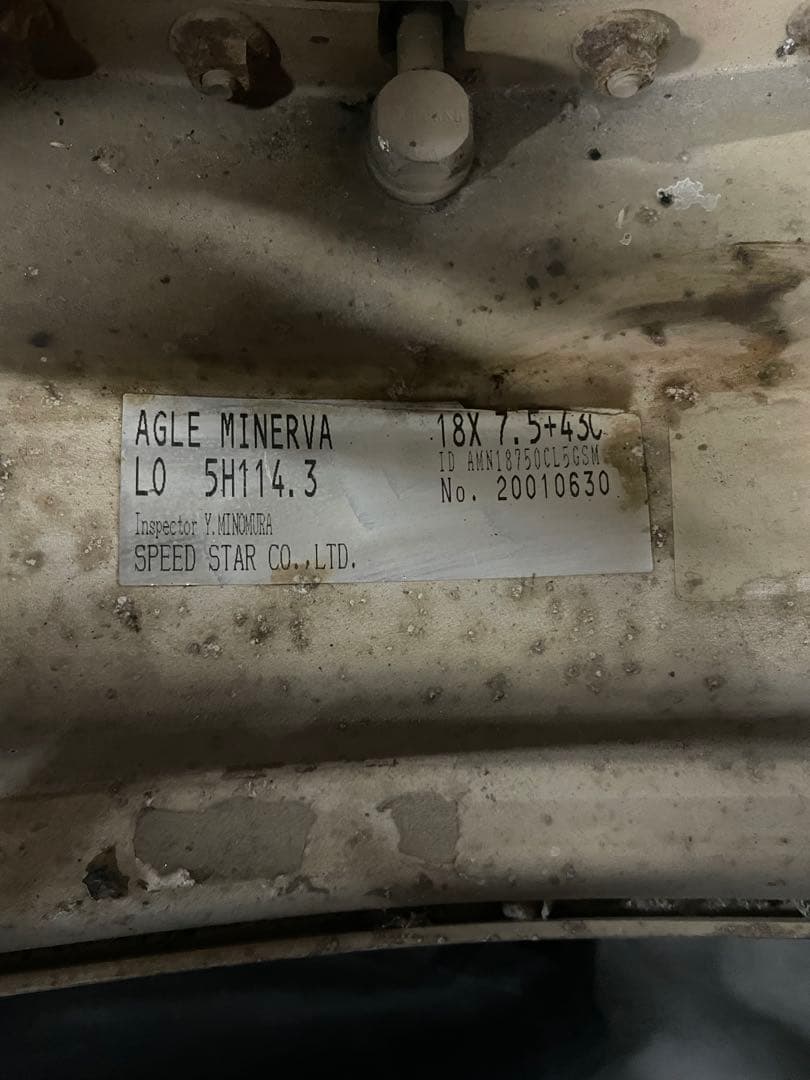 AGLE MINERVA
18X 7.5+43C
ID AMN18750CL5GSM
LO 5H114.3
No. 20010630
Inspector Y.MINOMURA
SPEED STAR CO.,LTD.